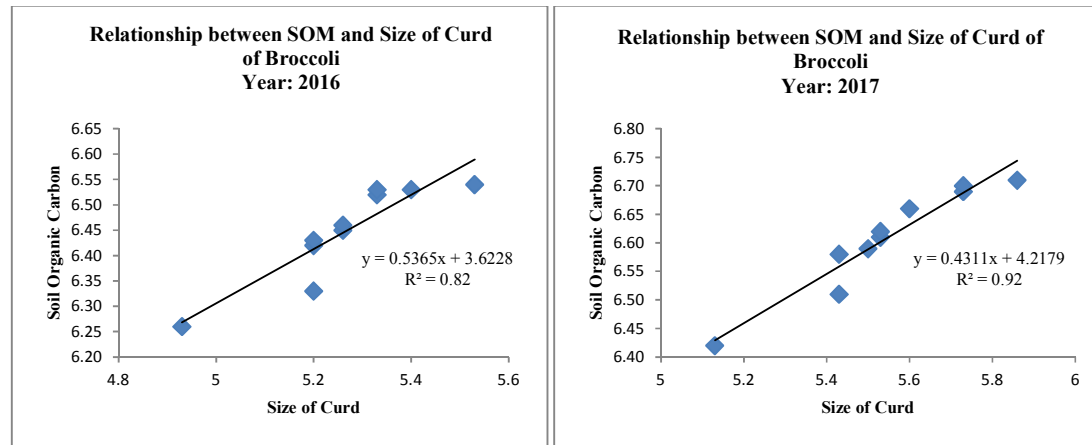 Relationship between SOM and Size of Curd
of Broccoli
Year: 2016
Soil Organic Carbon
6.65
6.60
6.55
6.50
6.45
6.40
6.35
6.30
6.25
6.20
y = 0.5365x + 3.6228
R² = 0.82
4.8 5 5.2 5.4 5.6
Size of Curd
Relationship between SOM and Size of Curd of
Broccoli
Year: 2017
Soil Organic Carbon
6.80
6.75
6.70
6.65
6.60
6.55
6.50
6.45
6.40
y = 0.4311x + 4.2179
R² = 0.92
5 5.2 5.4 5.6 5.8 6
Size of Curd